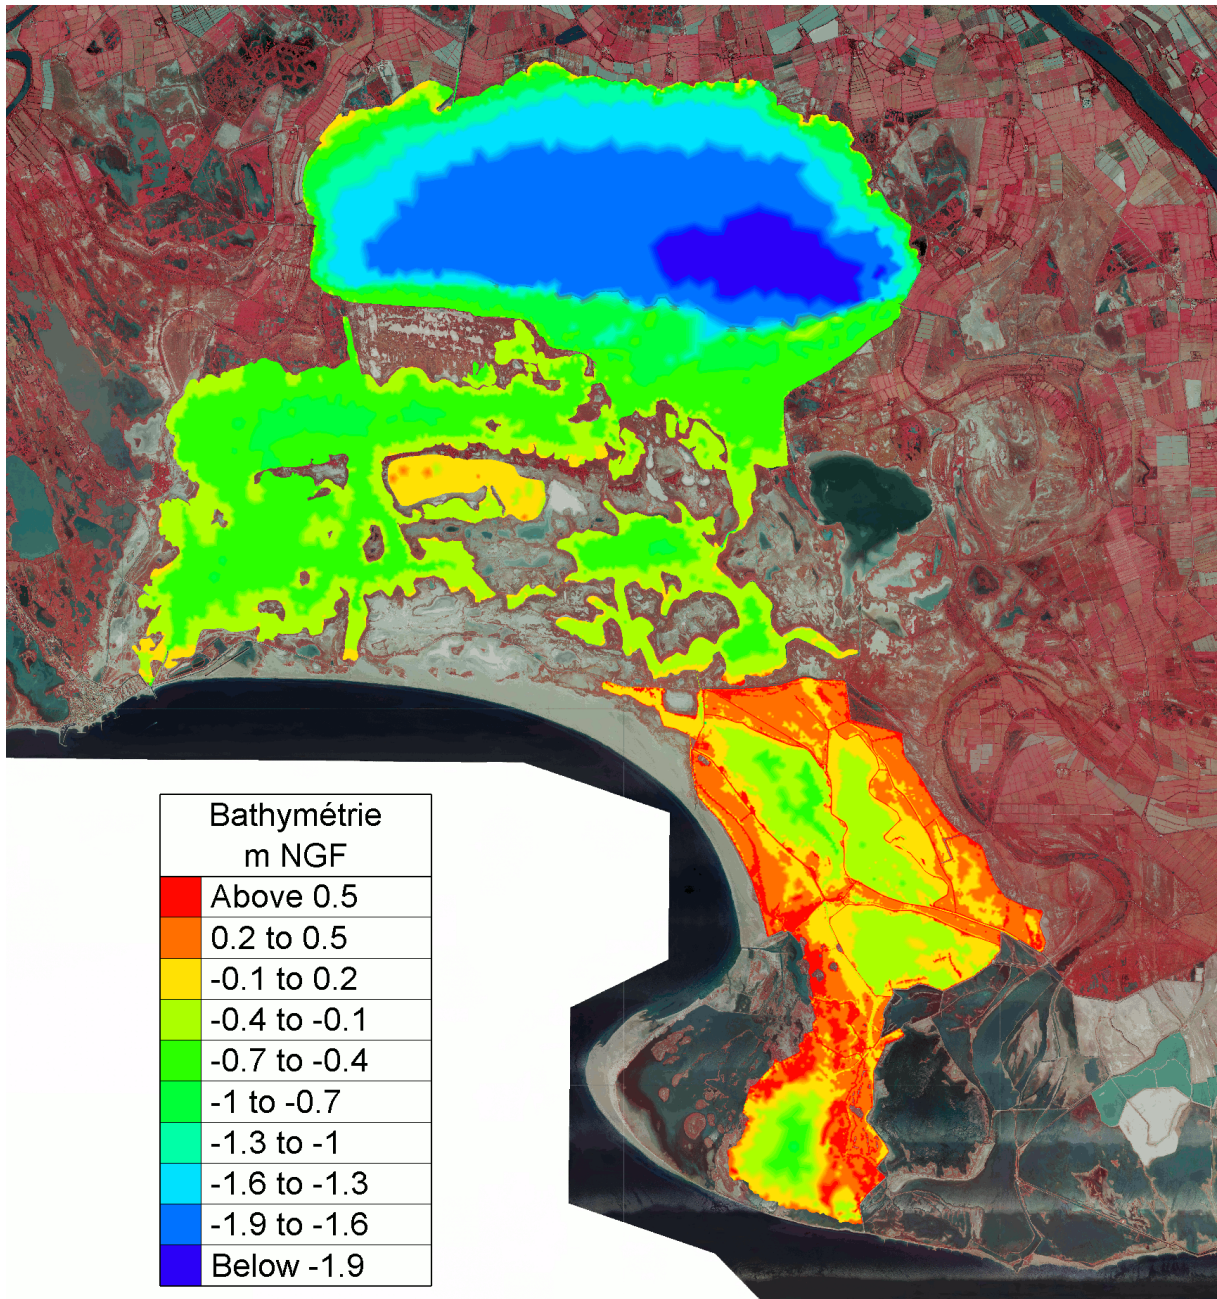 Bathymétrie
m NGF
Above 0.5
0.2 to 0.5
-0.1 to 0.2
-0.4 to -0.1
-0.7 to -0.4
-1 to -0.7
-1.3 to -1
-1.6 to -1.3
-1.9 to -1.6
Below -1.9